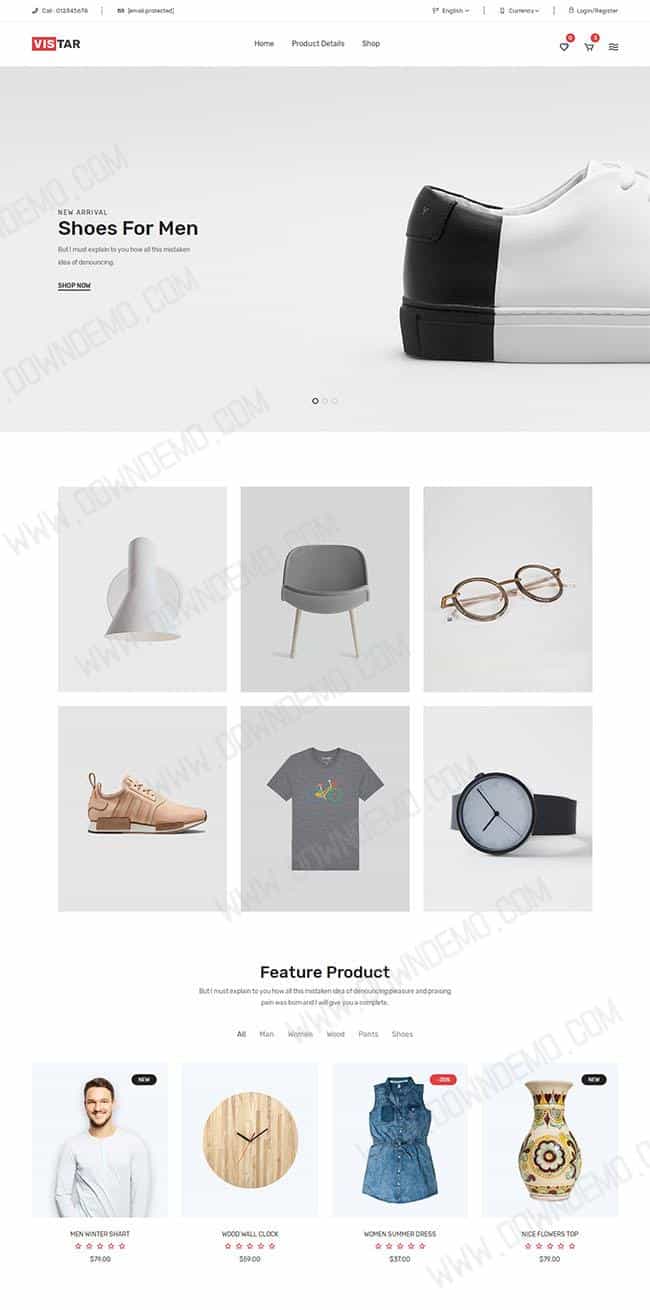 Call: 012345678
[email protected]
English
Currency
Login/Register
VISTAR
Home
Product Details
Shop
NEW ARRIVAL
Shoes For Men
But I must explain to you how all this mistaken
idea of denouncing.
SHOP NOW
Feature Product
But I must explain to you how all this mistaken idea of denouncing pleasure and praising
pain was born and I will give you a complete.
All
Man
Women
Wood
Pants
Shoes
NEW
NEW
MEN WINTER SHART
WOOD WALL CLOCK
WOMEN SUMMER DRESS
NICE FLOWERS TOP
$79.00
$59.00
$37.00
$79.00
WWW.DOWNDEMO.COM